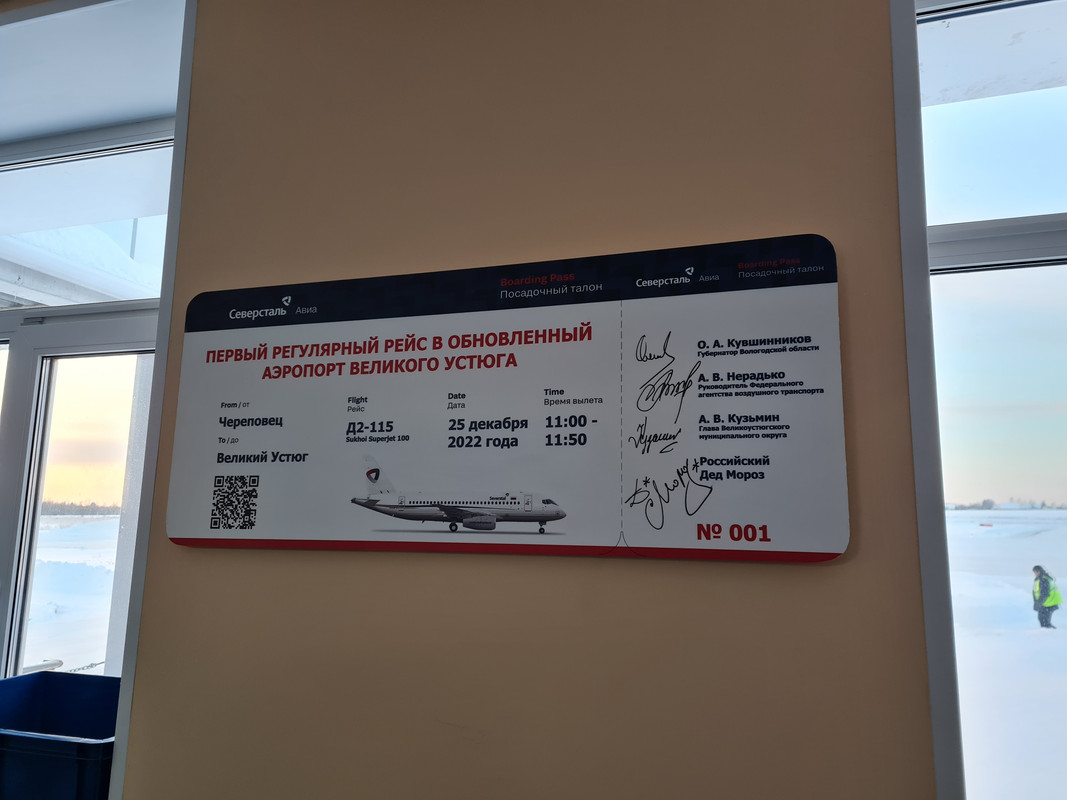 Северсталь Авиа
Boarding Pass
Посадочный талон
ПЕРВЫЙ РЕГУЛЯРНЫЙ РЕЙС В ОБНОВЛЕННЫЙ
АЭРОПОРТ ВЕЛИКОГО УСТЮГА
From / от
Череповец
To / до
Великий Устюг
Flight
Рейс
Д2-115
Sukhoi Superjet 100
Date
Дата
25 декабря
2022 года
Time
Время вылета
11:00 -
11:50
Severstal
Северсталь Авиа
Boarding Pass
Посадочный талон
О. А. Кувшинников
Губернатор Вологодской области
А. В. Нерадько
Руководитель Федерального
агентства воздушного транспорта
А. В. Кузьмин
Глава Великоустюгского
муниципального округа
Российский
Дед Мороз
№ 001